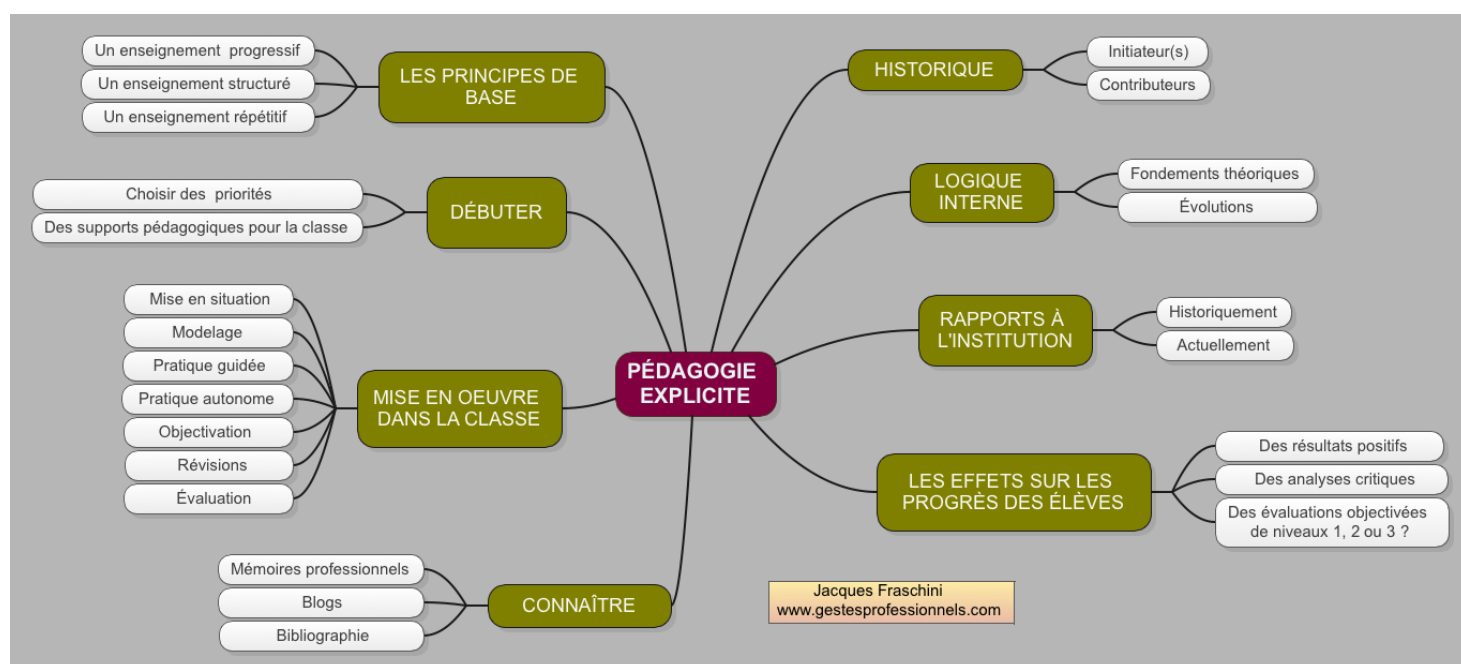 PÉDAGOGIE
EXPLICITE
LES PRINCIPES DE
BASE
Un enseignement progressif
Un enseignement structuré
Un enseignement répétitif
DÉBUTER
Choisir des priorités
Des supports pédagogiques pour la classe
MISE EN OEUVRE
DANS LA CLASSE
Mise en situation
Modelage
Pratique guidée
Pratique autonome
Objectivation
Révisions
Évaluation
CONNAÎTRE
Mémoires professionnels
Blogs
Bibliographie
HISTORIQUE
Initiateur(s)
Contributeurs
LOGIQUE
INTERNE
Fondements théoriques
Évolutions
RAPPORTS À
L'INSTITUTION
Historiquement
Actuellement
LES EFFETS SUR LES
PROGRÈS DES ÉLÈVES
Des résultats positifs
Des analyses critiques
Des évaluations objectivées
de niveaux 1, 2 ou 3 ?
Jacques Fraschini
www.gestesprofessionnels.com